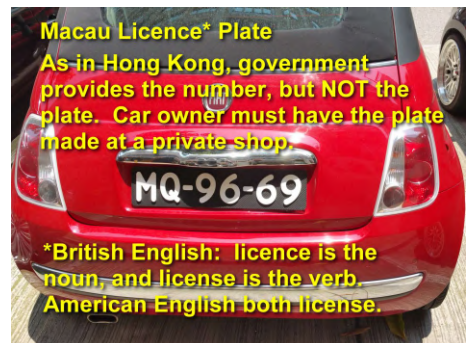 Macau Licence* Plate
As in Hong Kong, government
provides the number, but NOT the
plate.  Car owner must have the plate
made at a private shop.
MQ-96-69
*British English:  licence is the
noun, and license is the verb.
American English both license.